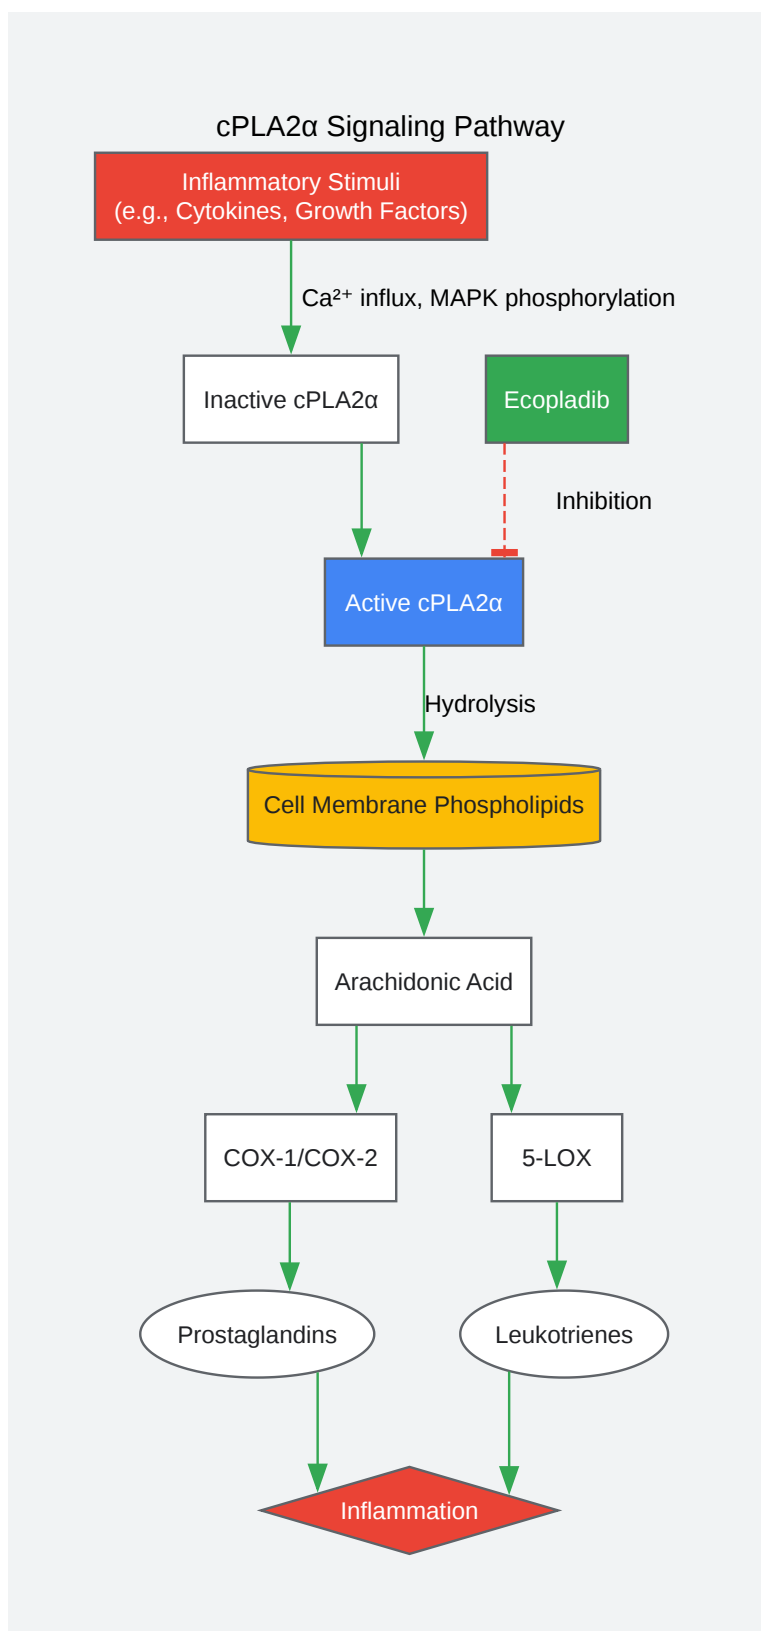 cPLA2α Signaling Pathway
Inflammatory Stimuli
(e.g., Cytokines, Growth Factors)
Ca²⁺ influx, MAPK phosphorylation
Inactive cPLA2α
Ecopladib
Inhibition
Active cPLA2α
Hydrolysis
Cell Membrane Phospholipids
Arachidonic Acid
COX-1/COX-2
5-LOX
Prostaglandins
Leukotrienes
Inflammation